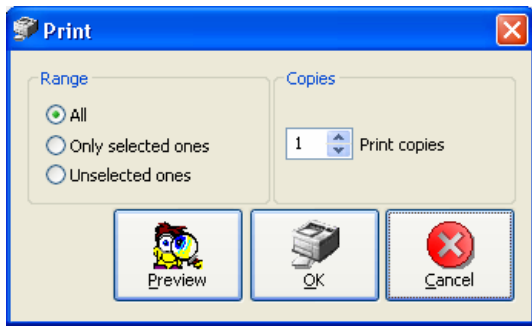 Print
Range
All
Only selected ones
Unselected ones
Copies
1 Print copies
Preview
OK
Cancel